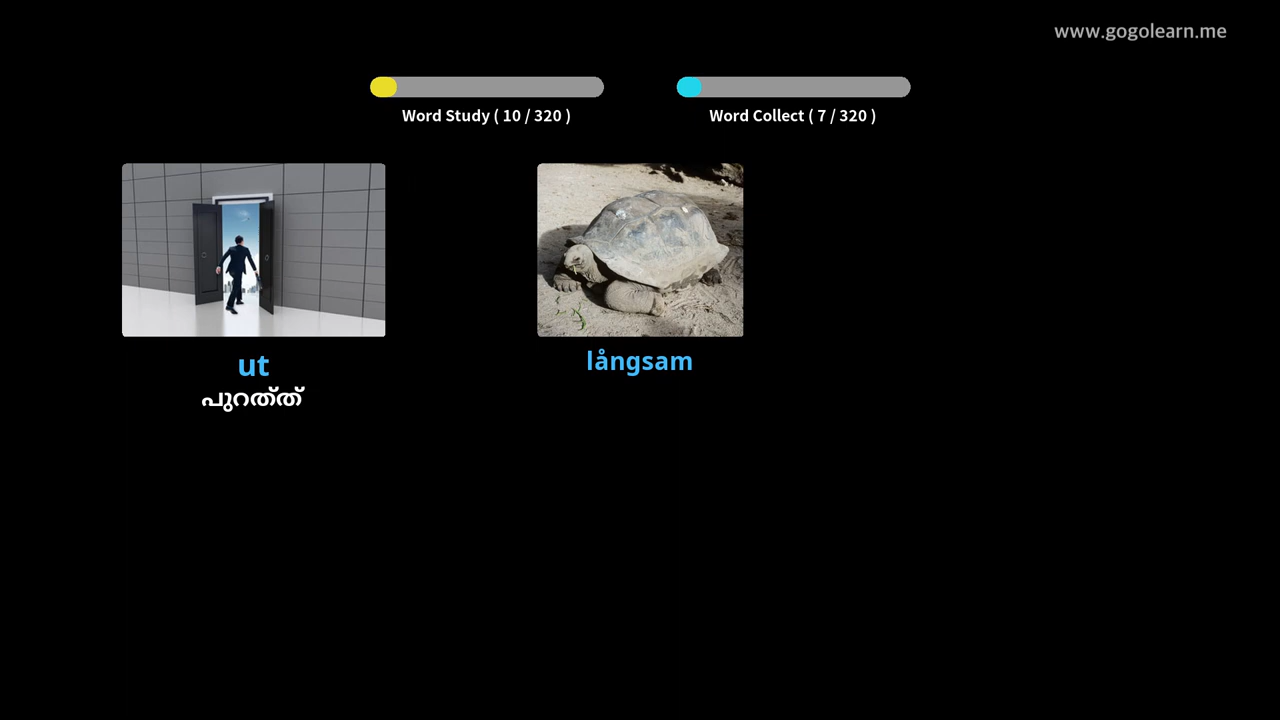 www.gogolearn.me
Word Study ( 10 / 320 )
Word Collect ( 7 / 320 )
ut
പുറത്ത്
långsam